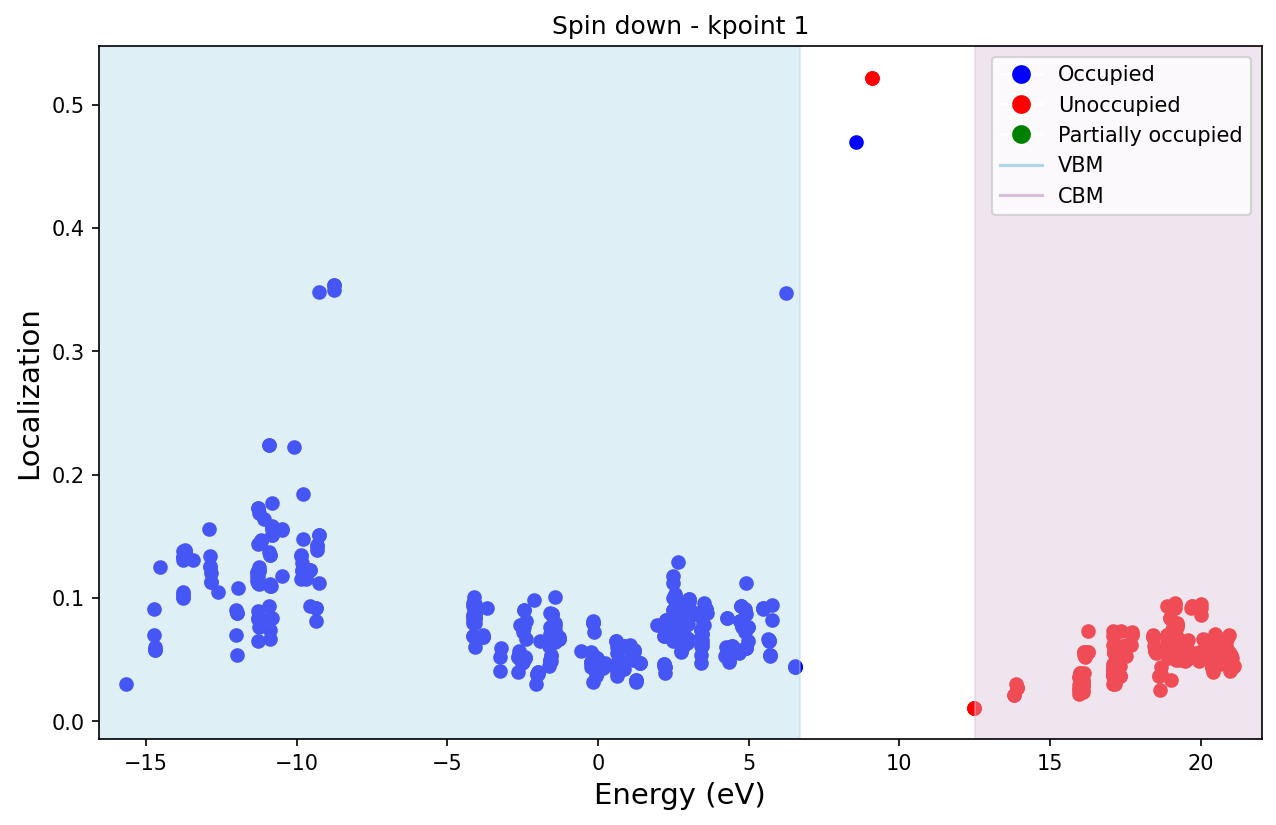 Spin down - kpoint 1
Localization
0.5
0.4
0.3
0.2
0.1
0.0
Occupied
Unoccupied
Partially occupied
VBM
CBM
−15
−10
−5
0
5
10
15
20
Energy (eV)